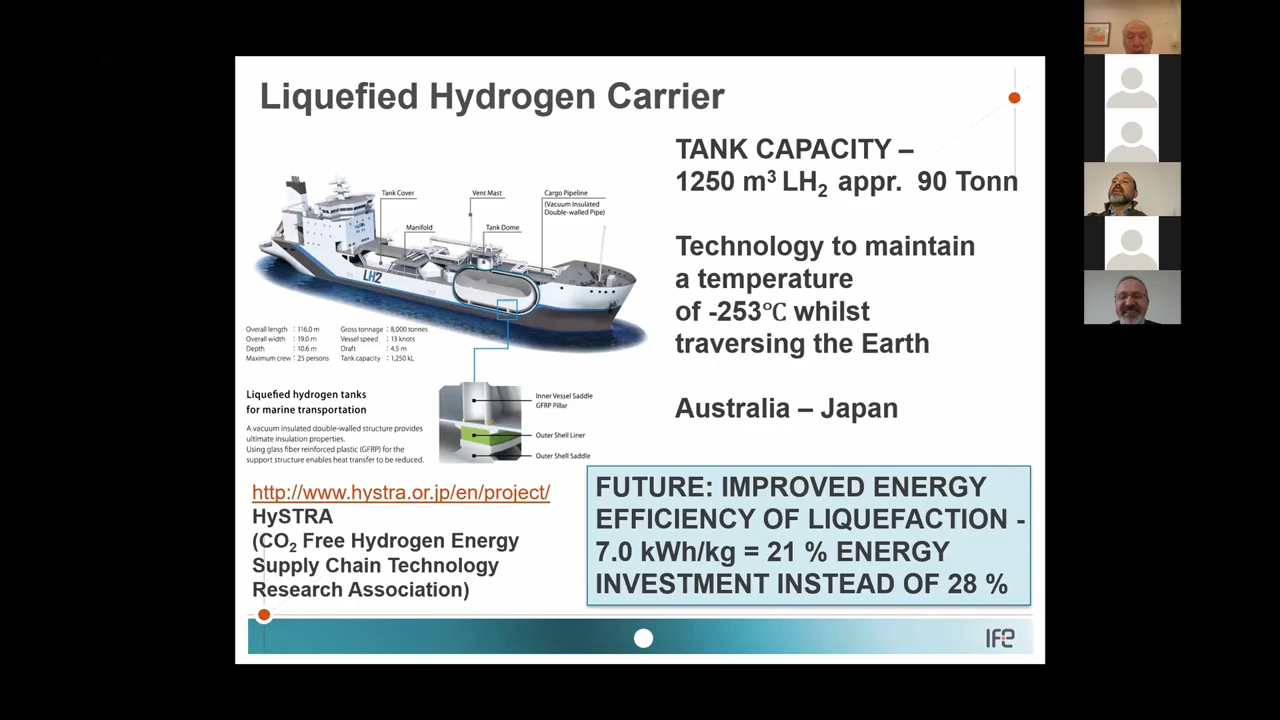 Liquefied Hydrogen Carrier
TANK CAPACITY –
1250 m³ LH₂ appr. 90 Tonn
Technology to maintain
a temperature
of -253℃ whilst
traversing the Earth
Australia – Japan
Tank Cover
Vent Mast
Cargo Pipeline
(Vacuum Insulated
Double-walled Pipe)
Manifold
Tank Dome
LH2
Overall length : 116.0 m
Overall width : 19.0 m
Depth : 10.6 m
Maximum crew : 25 persons
Gross tonnage : 8,000 tonnes
Vessel speed : 13 knots
Draft : 4.5 m
Tank capacity : 1,250 kL
Liquefied hydrogen tanks
for marine transportation
A vacuum insulated double-walled structure provides
ultimate insulation properties.
Using glass fiber reinforced plastic (GFRP) for the
support structure enables heat transfer to be reduced.
Inner Vessel Saddle
GFRP Pillar
Outer Shell Liner
Outer Shell Saddle
http://www.hystra.or.jp/en/project/
HySTRA
(CO₂ Free Hydrogen Energy
Supply Chain Technology
Research Association)
FUTURE: IMPROVED ENERGY
EFFICIENCY OF LIQUEFACTION -
7.0 kWh/kg = 21 % ENERGY
INVESTMENT INSTEAD OF 28 %
IFE